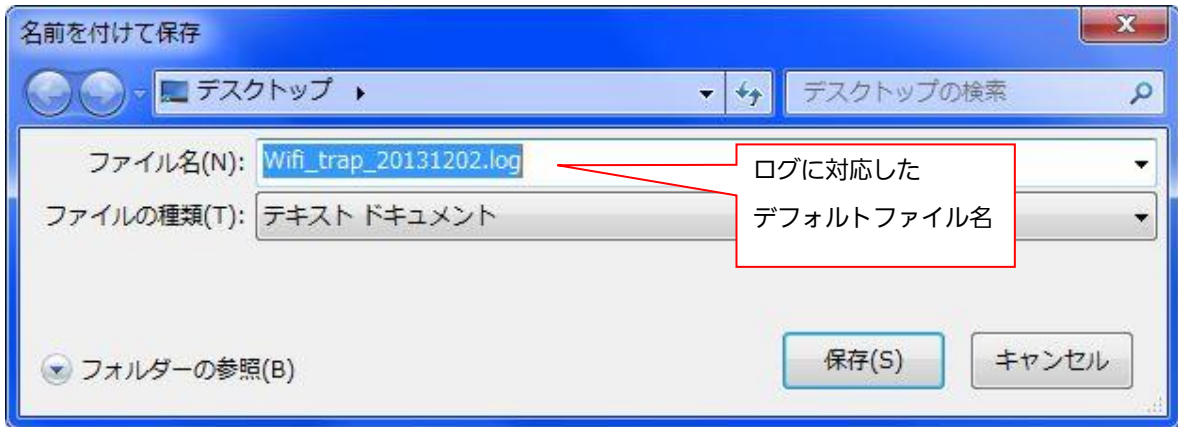 名前を付けて保存
デスクトップ
デスクトップの検索
ファイル名(N): Wifi_trap_20131202.log
ログに対応した
デフォルトファイル名
ファイルの種類(T): テキスト ドキュメント
フォルダーの参照(B)
保存(S)
キャンセル